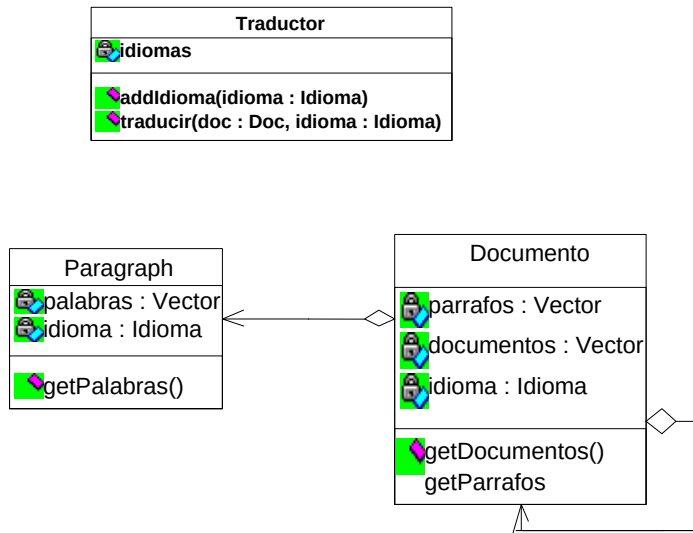 Traductor
idiomas
addIdioma(idioma : Idioma)
traducir(doc : Doc, idioma : Idioma)
Paragraph
palabras : Vector
idioma : Idioma
getPalabras()
Documento
parrafos : Vector
documentos : Vector
idioma : Idioma
getDocumentos()
getParrafos